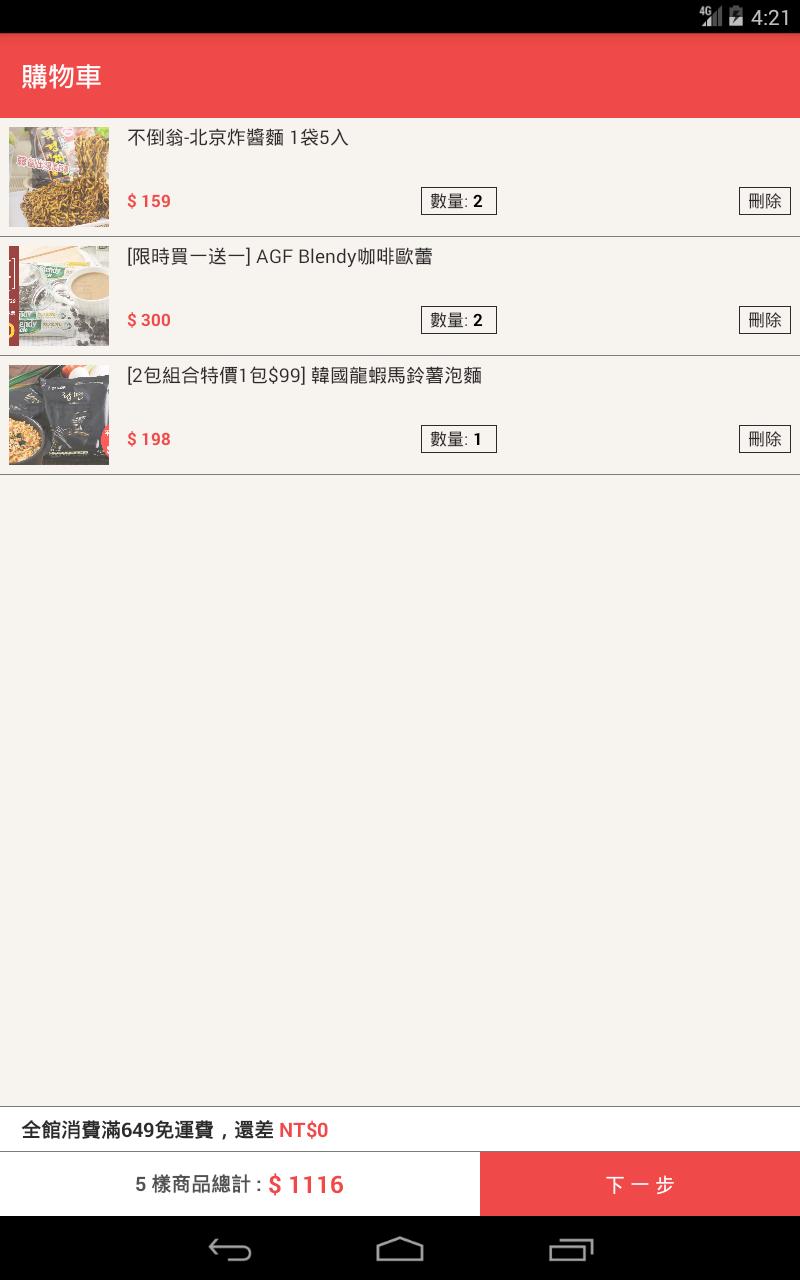 4G 4:21
購物車
不倒翁-北京炸醬麵 1袋5入
$ 159
數量: 2
刪除
[限時買一送一] AGF Blendy咖啡歐蕾
$ 300
數量: 2
刪除
[2包組合特價1包$99] 韓國龍蝦馬鈴薯泡麵
$ 198
數量: 1
刪除
全館消費滿649免運費，還差 NT$0
5 樣商品總計 : $ 1116
下一步